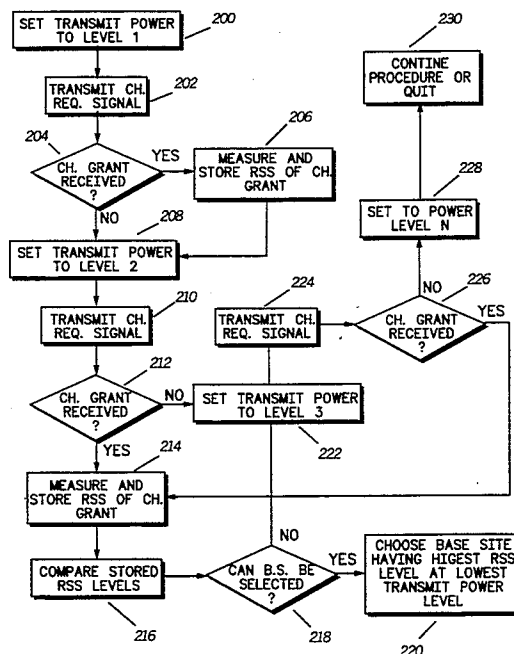 200
SET TRANSMIT POWER
TO LEVEL 1
202
TRANSMIT CH.
REQ. SIGNAL
204
CH. GRANT
RECEIVED
?
YES
NO
206
MEASURE AND
STORE RSS OF CH.
GRANT
208
SET TRANSMIT POWER
TO LEVEL 2
210
TRANSMIT CH.
REQ. SIGNAL
212
CH. GRANT
RECEIVED
?
NO
YES
214
MEASURE AND
STORE RSS OF CH.
GRANT
COMPARE STORED
RSS LEVELS
216
CAN B.S. BE
SELECTED
?
218
NO
YES
CHOOSE BASE SITE
HAVING HIGEST RSS
LEVEL AT LOWEST
TRANSMIT POWER
LEVEL
220
SET TRANSMIT POWER
TO LEVEL 3
222
224
TRANSMIT CH.
REQ. SIGNAL
226
CH. GRANT
RECEIVED
?
NO
YES
228
SET TO POWER
LEVEL N
230
CONTINE
PROCEDURE OR
QUIT